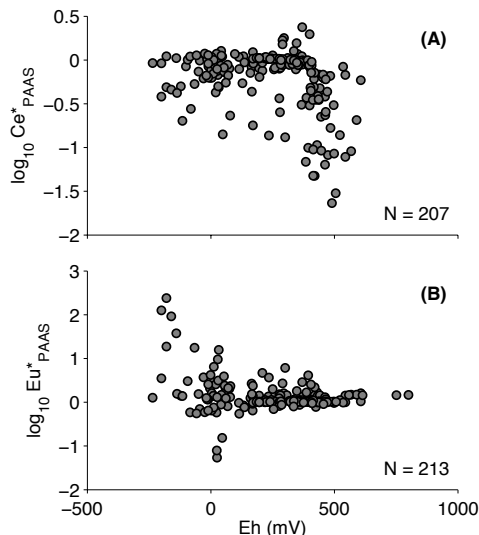 0.5
(A)
0
−0.5
−1
−1.5
−2
log10 Ce*PAAS
N = 207
3
(B)
2
1
0
−1
−2
log10 Eu*PAAS
N = 213
−500
0
500
1000
Eh (mV)